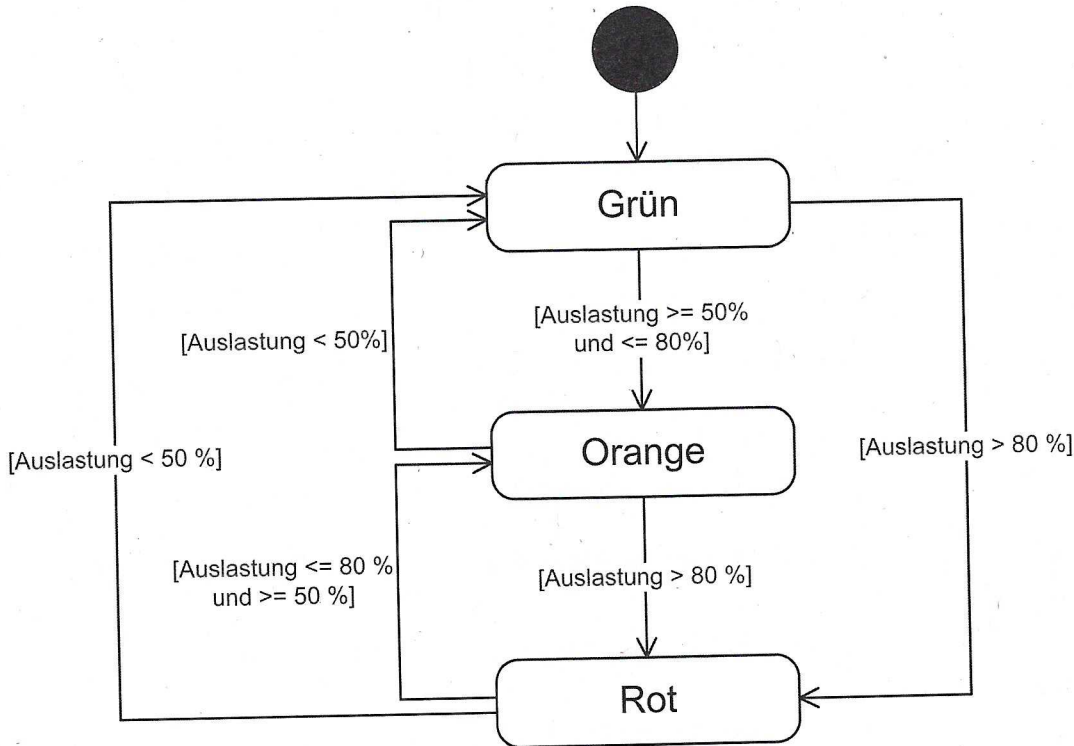 Grün
[Auslastung >= 50%
und <= 80%]
[Auslastung < 50%]
[Auslastung < 50 %]
Orange
[Auslastung > 80 %]
[Auslastung <= 80 %
und >= 50 %]
[Auslastung > 80 %]
Rot